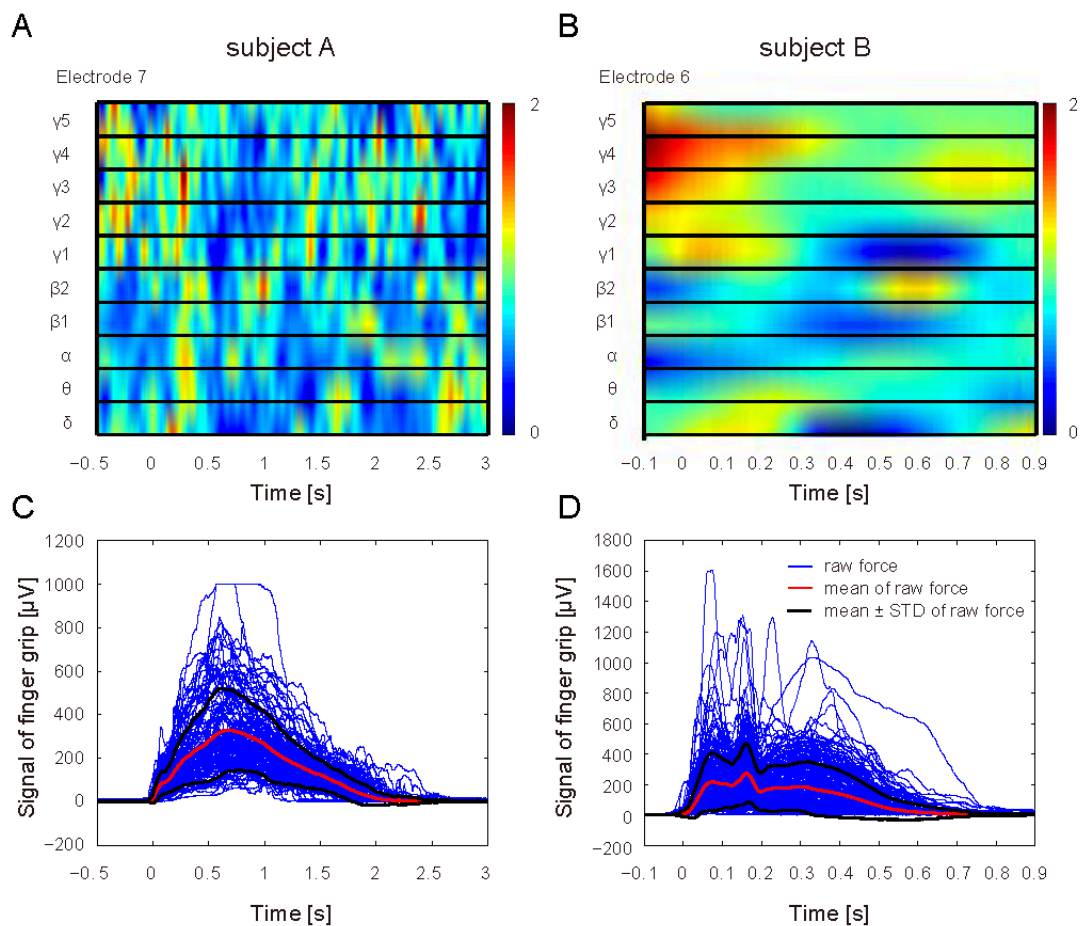 A
subject A
Electrode 7
γ5
γ4
γ3
γ2
γ1
β2
β1
α
θ
δ
2
0
−0.5 0 0.5 1 1.5 2 2.5 3
Time [s]
B
subject B
Electrode 6
γ5
γ4
γ3
γ2
γ1
β2
β1
α
θ
δ
2
0
−0.1 0 0.1 0.2 0.3 0.4 0.5 0.6 0.7 0.9
Time [s]
C
Signal of finger grip [µV]
1200
1000
800
600
400
200
0
−200
−0.5 0 0.5 1 1.5 2 2.5 3
Time [s]
D
Signal of finger grip [µV]
1800
1600
1400
1200
1000
800
600
400
200
0
−200
raw force
mean of raw force
mean ± STD of raw force
−0.1 0 0.1 0.2 0.3 0.4 0.5 0.6 0.7 0.8 0.9
Time [s]